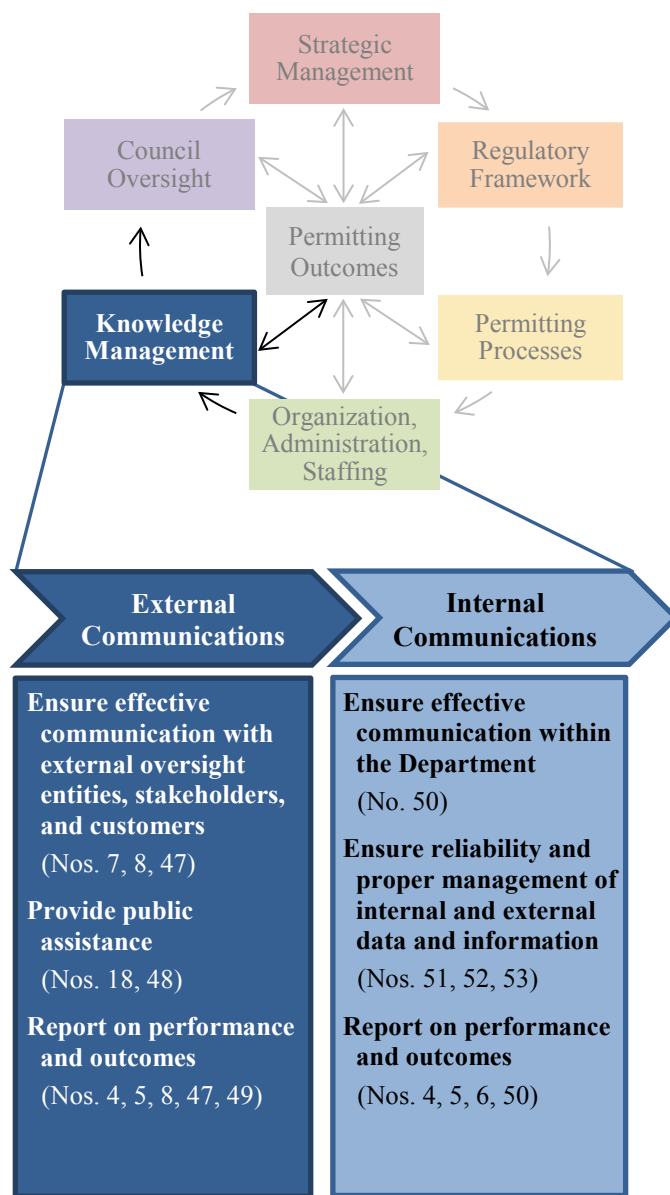 Strategic
Management
Council
Oversight
Regulatory
Framework
Permitting
Outcomes
Knowledge
Management
Permitting
Processes
Organization,
Administration,
Staffing
External
Communications
Internal
Communications
Ensure effective
communication with
external oversight
entities, stakeholders,
and customers
(Nos. 7, 8, 47)
Provide public
assistance
(Nos. 18, 48)
Report on performance
and outcomes
(Nos. 4, 5, 8, 47, 49)
Ensure effective
communication within
the Department
(No. 50)
Ensure reliability and
proper management of
internal and external
data and information
(Nos. 51, 52, 53)
Report on performance
and outcomes
(Nos. 4, 5, 6, 50)